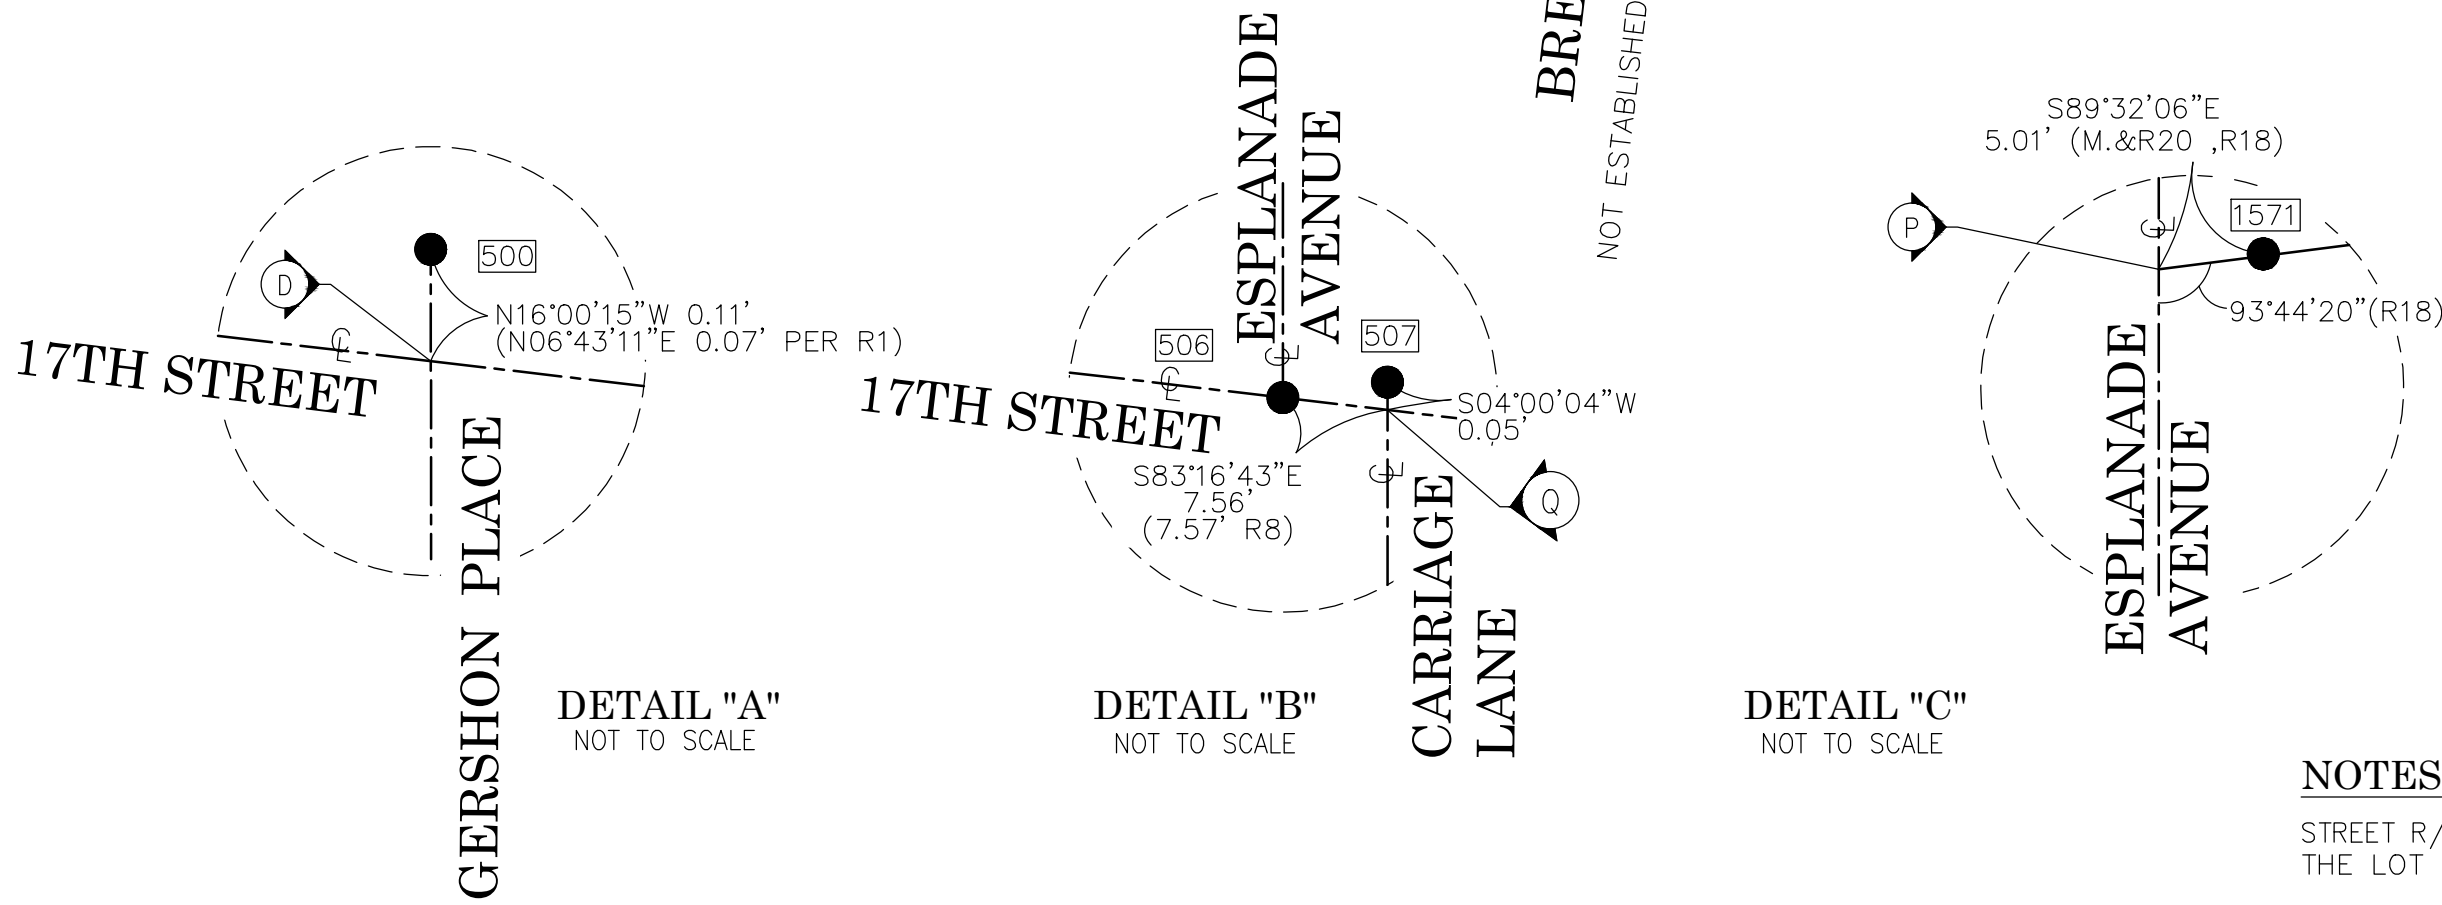 500
D
N16°00'15"W 0.11'
(N06°43'11"E 0.07' PER R1)
℄
17TH STREET
GERSHON PLACE
DETAIL "A"
NOT TO SCALE
ESPLANADE
AVENUE
506
507
℄
℄
17TH STREET
S04°00'04"W
0.05'
S83°16'43"E
7.56'
(7.57' R8)
℄
Q
CARRIAGE
LANE
DETAIL "B"
NOT TO SCALE
BRE
NOT ESTABLISHED
S89°32'06"E
5.01' (M.&R20 ,R18)
P
℄
1571
93°44'20"(R18)
ESPLANADE
AVENUE
DETAIL "C"
NOT TO SCALE
NOTES
STREET R/
THE LOT